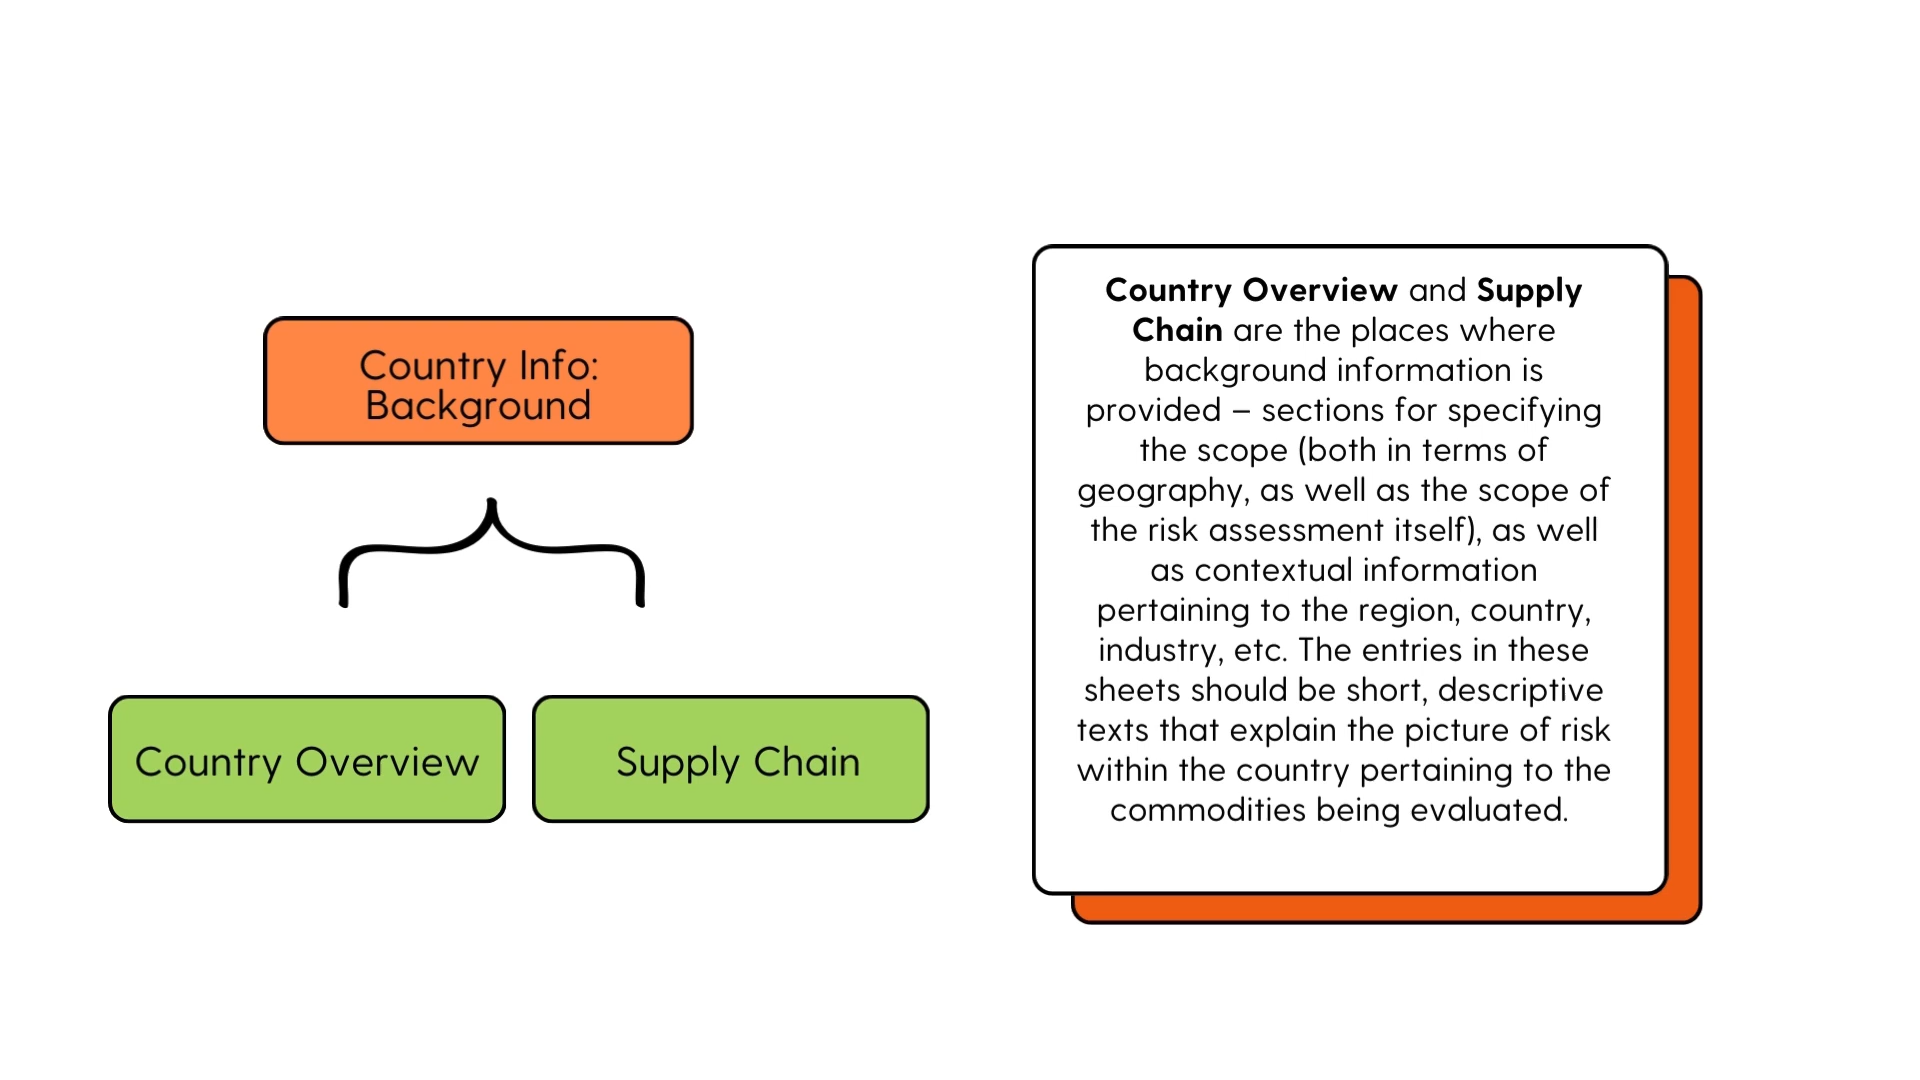 Country Info:
Background
Country Overview
Supply Chain
Country Overview and Supply
Chain are the places where
background information is
provided – sections for specifying
the scope (both in terms of
geography, as well as the scope of
the risk assessment itself), as well
as contextual information
pertaining to the region, country,
industry, etc. The entries in these
sheets should be short, descriptive
texts that explain the picture of risk
within the country pertaining to the
commodities being evaluated.